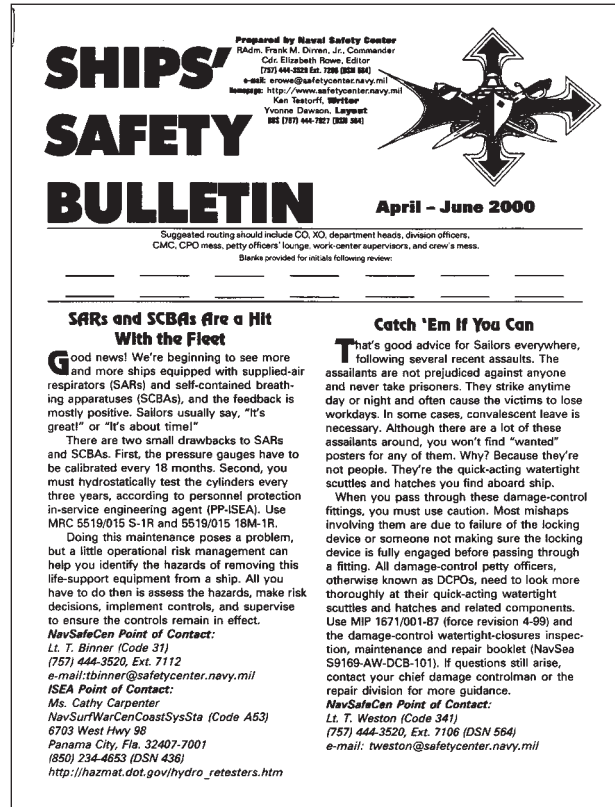 SHIPS'
SAFETY
BULLETIN
Prepared by Naval Safety Center
RAdm. Frank M. Dirren, Jr., Commander
Cdr. Elizabeth Rowe, Editor
(757) 444-3520 Ext. 7206 (DSN 564)
e-mail: erowe@safetycenter.navy.mil
Homepage: http://www.safetycenter.navy.mil
Ken Testorff, Writer
Yvonne Dawson, Layout
BBS (757) 444-7927 (DSN 564)
April – June 2000
Suggested routing should include CO, XO, department heads, division officers,
CMC, CPO mess, petty officers' lounge, work-center supervisors, and crew's mess.
Blanks provided for initials following review:
SARs and SCBAs Are a Hit
With the Fleet
Good news! We're beginning to see more
and more ships equipped with supplied-air
respirators (SARs) and self-contained breath-
ing apparatuses (SCBAs), and the feedback is
mostly positive. Sailors usually say, "It's
great!" or "It's about time!"
There are two small drawbacks to SARs
and SCBAs. First, the pressure gauges have to
be calibrated every 18 months. Second, you
must hydrostatically test the cylinders every
three years, according to personnel protection
in-service engineering agent (PP-ISEA). Use
MRC 5519/015 S-1R and 5519/015 18M-1R.
Doing this maintenance poses a problem,
but a little operational risk management can
help you identify the hazards of removing this
life-support equipment from a ship. All you
have to do then is assess the hazards, make risk
decisions, implement controls, and supervise
to ensure the controls remain in effect.
NavSafeCen Point of Contact:
Lt. T. Binner (Code 31)
(757) 444-3520, Ext. 7112
e-mail:tbinner@safetycenter.navy.mil
ISEA Point of Contact:
Ms. Cathy Carpenter
NavSurfWarCenCoastSysSta (Code A53)
6703 West Hwy 98
Panama City, Fla. 32407-7001
(850) 234-4653 (DSN 436)
http://hazmat.dot.gov/hydro_retesters.htm
Catch 'Em If You Can
That's good advice for Sailors everywhere,
following several recent assaults. The
assailants are not prejudiced against anyone
and never take prisoners. They strike anytime
day or night and often cause the victims to lose
workdays. In some cases, convalescent leave is
necessary. Although there are a lot of these
assailants around, you won't find "wanted"
posters for any of them. Why? Because they're
not people. They're the quick-acting watertight
scuttles and hatches you find aboard ship.
When you pass through these damage-control
fittings, you must use caution. Most mishaps
involving them are due to failure of the locking
device or someone not making sure the locking
device is fully engaged before passing through
a fitting. All damage-control petty officers,
otherwise known as DCPOs, need to look more
thoroughly at their quick-acting watertight
scuttles and hatches and related components.
Use MIP 1671/001-87 (force revision 4-99) and
the damage-control watertight-closures inspec-
tion, maintenance and repair booklet (NavSea
S9169-AW-DCB-101). If questions still arise,
contact your chief damage controlman or the
repair division for more guidance.
NavSafeCen Point of Contact:
Lt. T. Weston (Code 341)
(757) 444-3520, Ext. 7106 (DSN 564)
e-mail: tweston@safetycenter.navy.mil